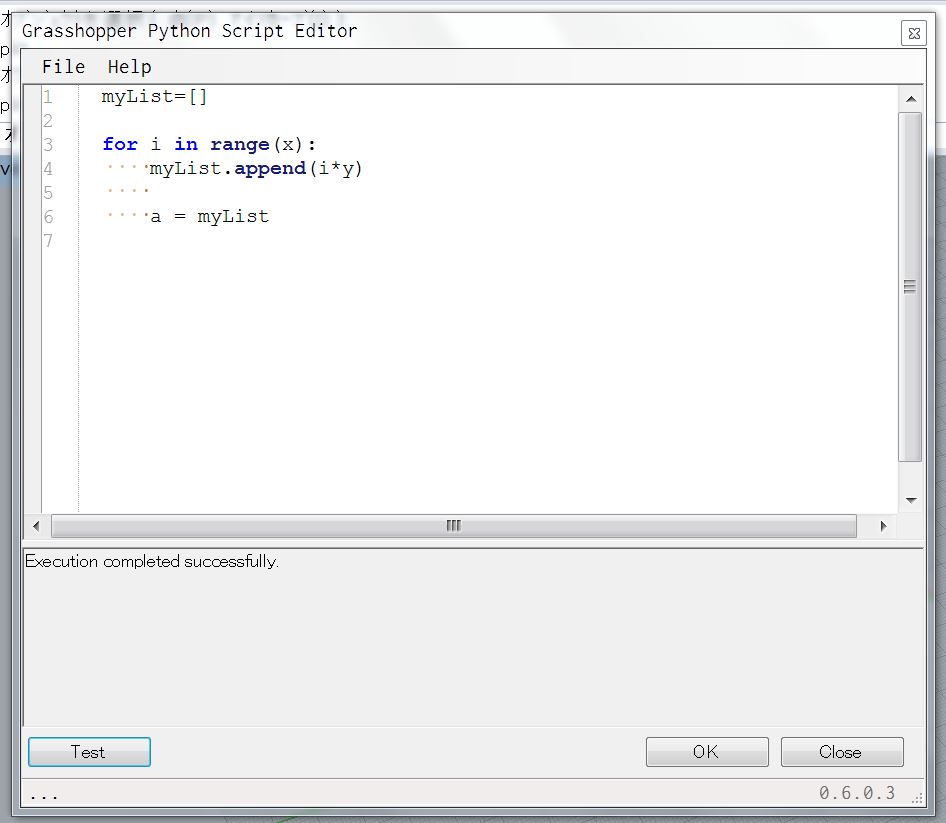 Grasshopper Python Script Editor
File Help
1 myList=[]
2
3 for i in range(x):
4 ····myList.append(i*y)
5 ····
6 ····a = myList
7
Execution completed successfully.
Test OK Close
... 0.6.0.3